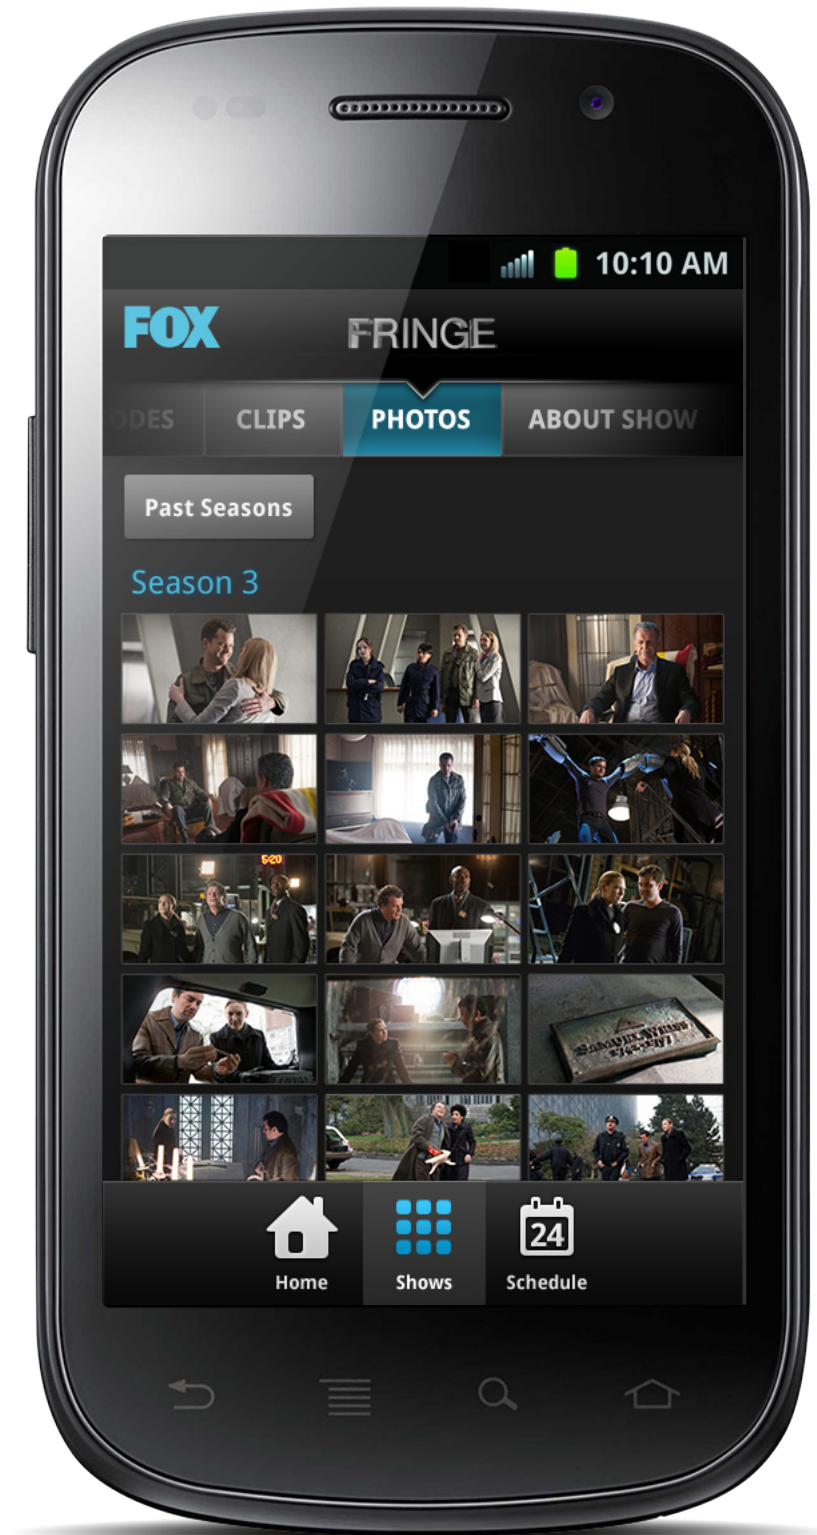 10:10 AM
FOX FRINGE
ODES CLIPS PHOTOS ABOUT SHOW
Past Seasons
Season 3
5:20
24
Home Shows Schedule